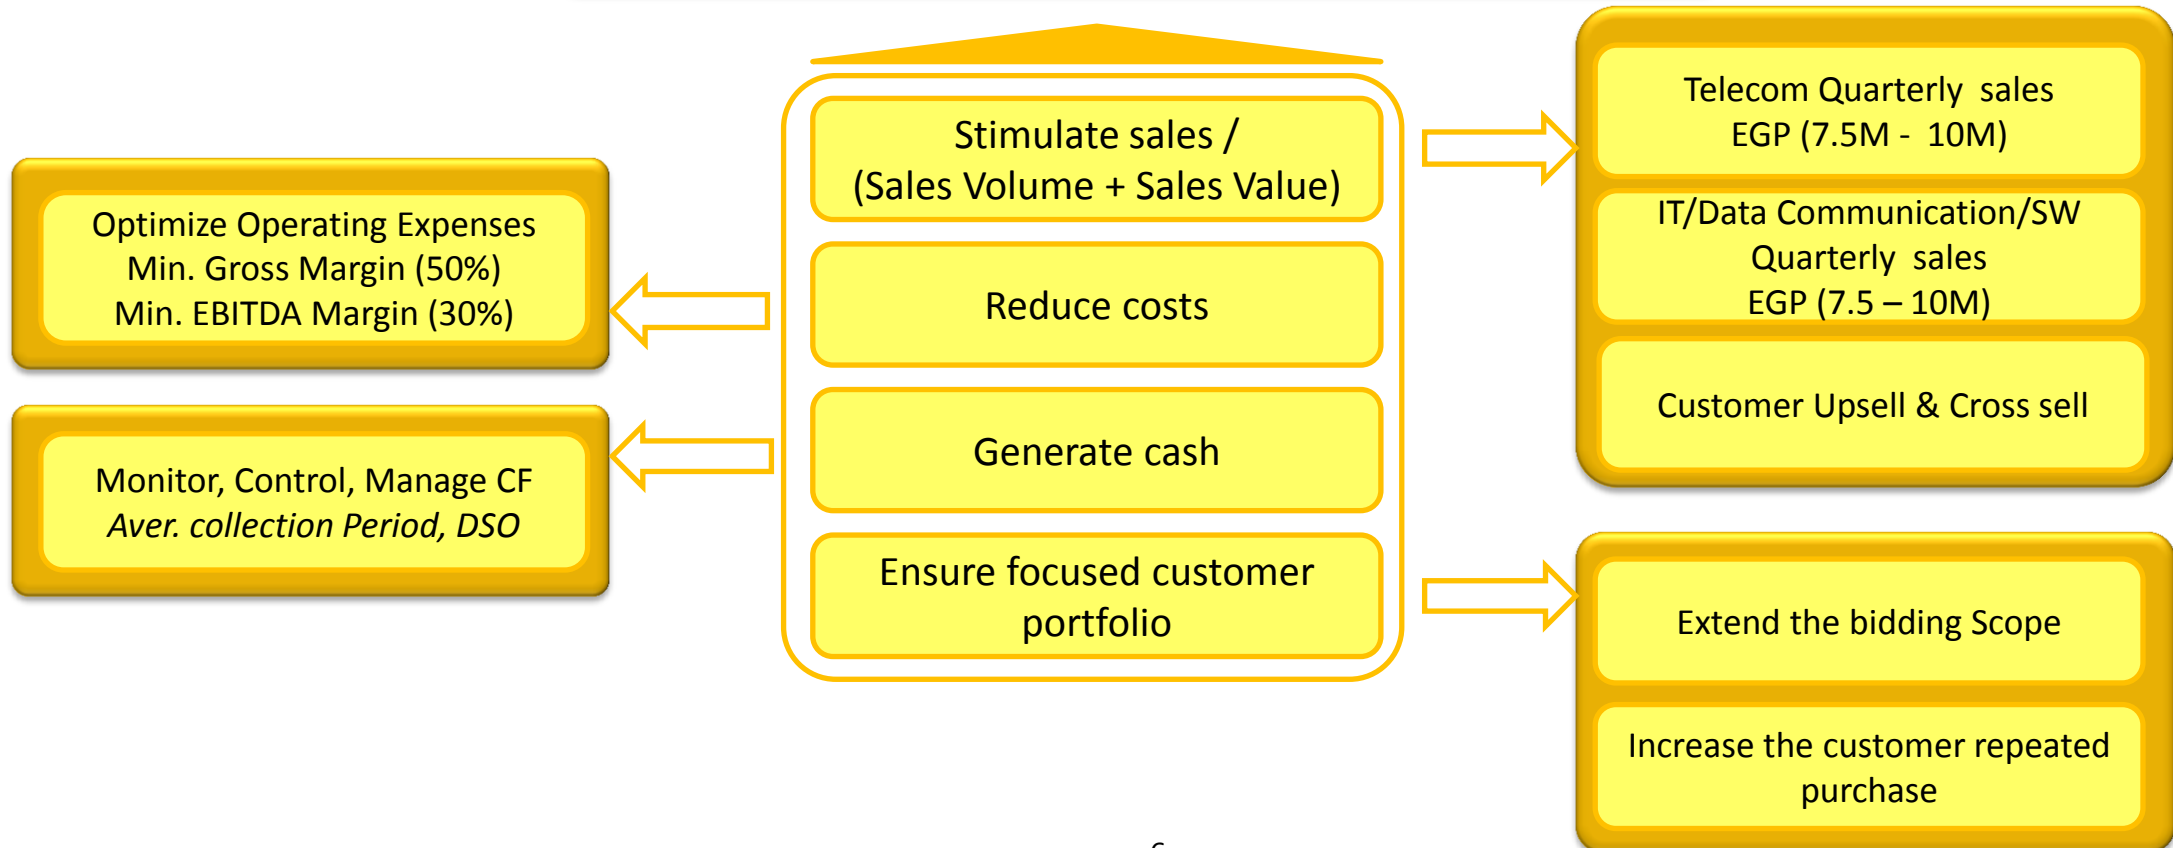 Stimulate sales /
(Sales Volume + Sales Value)
Reduce costs
Generate cash
Ensure focused customer
portfolio
Optimize Operating Expenses
Min. Gross Margin (50%)
Min. EBITDA Margin (30%)
Monitor, Control, Manage CF
Aver. collection Period, DSO
Telecom Quarterly sales
EGP (7.5M - 10M)
IT/Data Communication/SW
Quarterly sales
EGP (7.5 – 10M)
Customer Upsell & Cross sell
Extend the bidding Scope
Increase the customer repeated
purchase